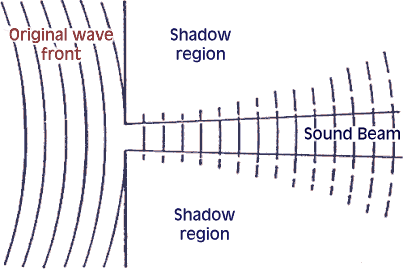 Original wave
front
Shadow
region
Sound Beam
Shadow
region